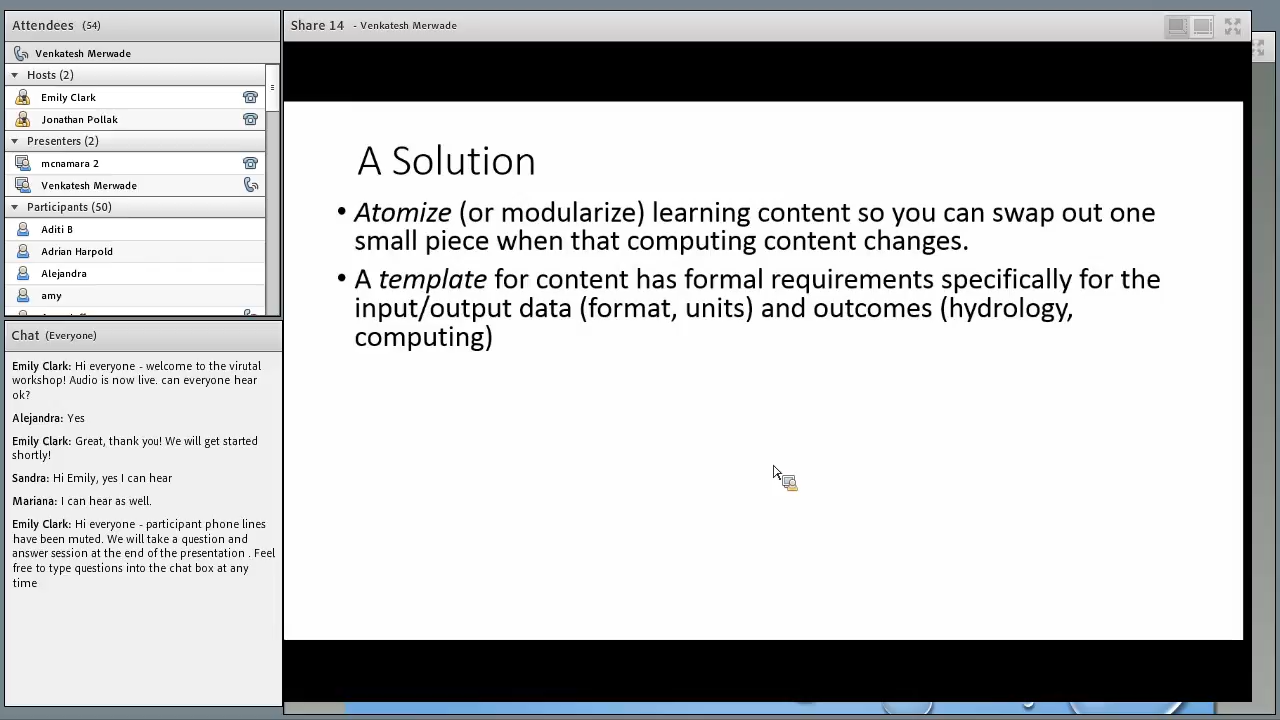 Attendees (54)
Venkatesh Merwade
Hosts (2)
Emily Clark
Jonathan Pollak
Presenters (2)
mcnamara 2
Venkatesh Merwade
Participants (50)
Aditi B
Adrian Harpold
Alejandra
amy
Chat (Everyone)
Emily Clark: Hi everyone - welcome to the virutal
workshop! Audio is now live. can everyone hear
ok?
Alejandra: Yes
Emily Clark: Great, thank you! We will get started
shortly!
Sandra: Hi Emily, yes I can hear
Mariana: I can hear as well.
Emily Clark: Hi everyone - participant phone lines
have been muted. We will take a question and
answer session at the end of the presentation . Feel
free to type questions into the chat box at any
time
Share 14 - Venkatesh Merwade
A Solution
• Atomize (or modularize) learning content so you can swap out one
small piece when that computing content changes.
• A template for content has formal requirements specifically for the
input/output data (format, units) and outcomes (hydrology,
computing)